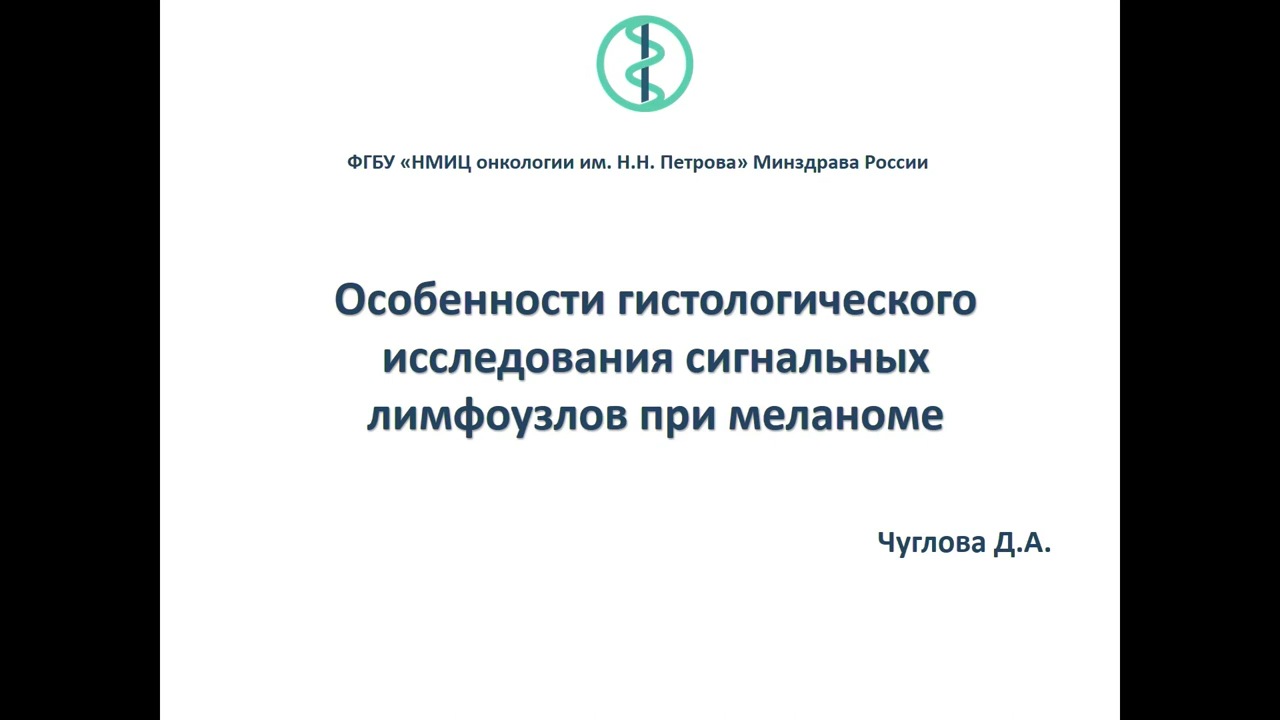 ФГБУ «НМИЦ онкологии им. Н.Н. Петрова» Минздрава России
Особенности гистологического
исследования сигнальных
лимфоузлов при меланоме
Чуглова Д.А.